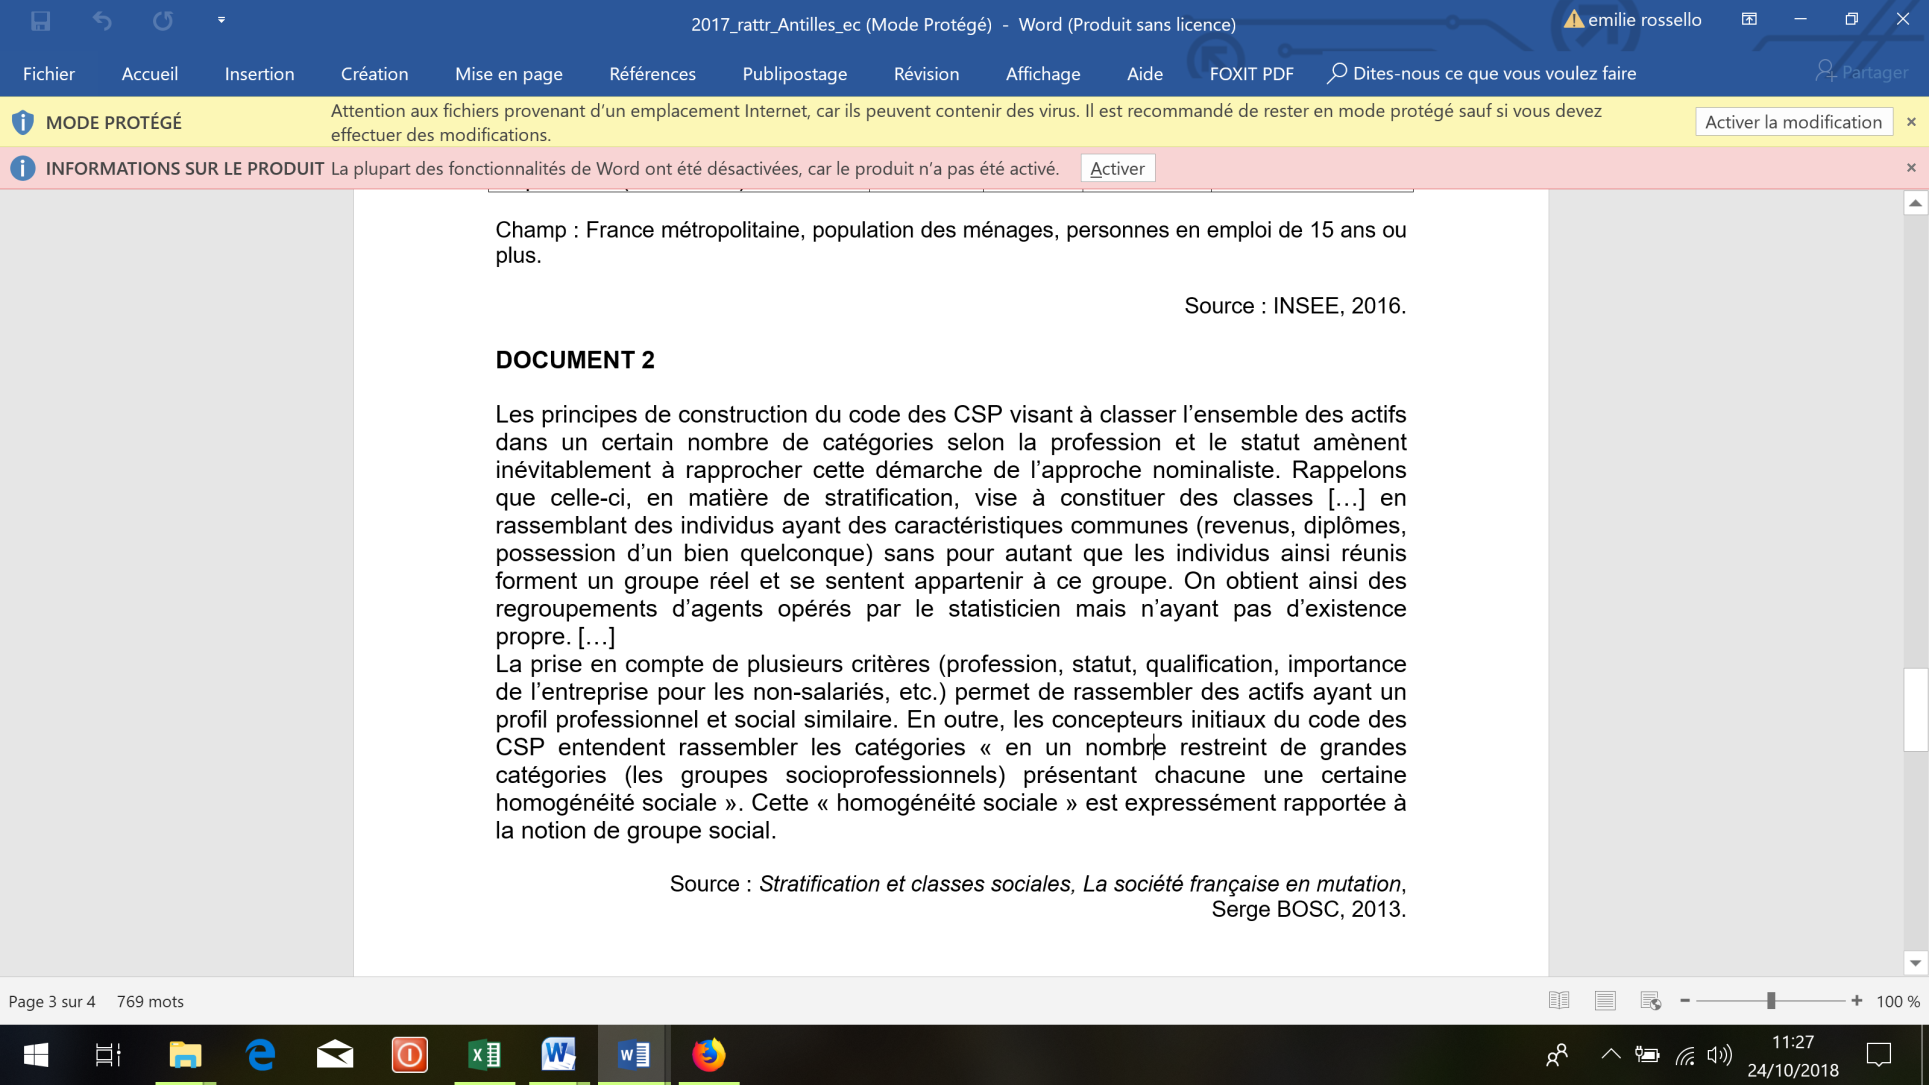 2017_rattr_Antilles_ec (Mode Protégé) - Word (Produit sans licence)
emilie rossello
Fichier Accueil Insertion Création Mise en page Références Publipostage Révision Affichage Aide FOXIT PDF Dites-nous ce que vous voulez faire Partager
MODE PROTÉGÉ Attention aux fichiers provenant d’un emplacement Internet, car ils peuvent contenir des virus. Il est recommandé de rester en mode protégé sauf si vous devez
effectuer des modifications.
Activer la modification
INFORMATIONS SUR LE PRODUIT La plupart des fonctionnalités de Word ont été désactivées, car le produit n’a pas été activé. Activer
Champ : France métropolitaine, population des ménages, personnes en emploi de 15 ans ou
plus.
Source : INSEE, 2016.
DOCUMENT 2
Les principes de construction du code des CSP visant à classer l’ensemble des actifs
dans un certain nombre de catégories selon la profession et le statut amènent
inévitablement à rapprocher cette démarche de l’approche nominaliste. Rappelons
que celle-ci, en matière de stratification, vise à constituer des classes […] en
rassemblant des individus ayant des caractéristiques communes (revenus, diplômes,
possession d’un bien quelconque) sans pour autant que les individus ainsi réunis
forment un groupe réel et se sentent appartenir à ce groupe. On obtient ainsi des
regroupements d’agents opérés par le statisticien mais n’ayant pas d’existence
propre. […]
La prise en compte de plusieurs critères (profession, statut, qualification, importance
de l’entreprise pour les non-salariés, etc.) permet de rassembler des actifs ayant un
profil professionnel et social similaire. En outre, les concepteurs initiaux du code des
CSP entendent rassembler les catégories « en un nombre restreint de grandes
catégories (les groupes socioprofessionnels) présentant chacune une certaine
homogénéité sociale ». Cette « homogénéité sociale » est expressément rapportée à
la notion de groupe social.
Source : Stratification et classes sociales, La société française en mutation,
Serge BOSC, 2013.
Page 3 sur 4 769 mots
100 %
11:27
24/10/2018